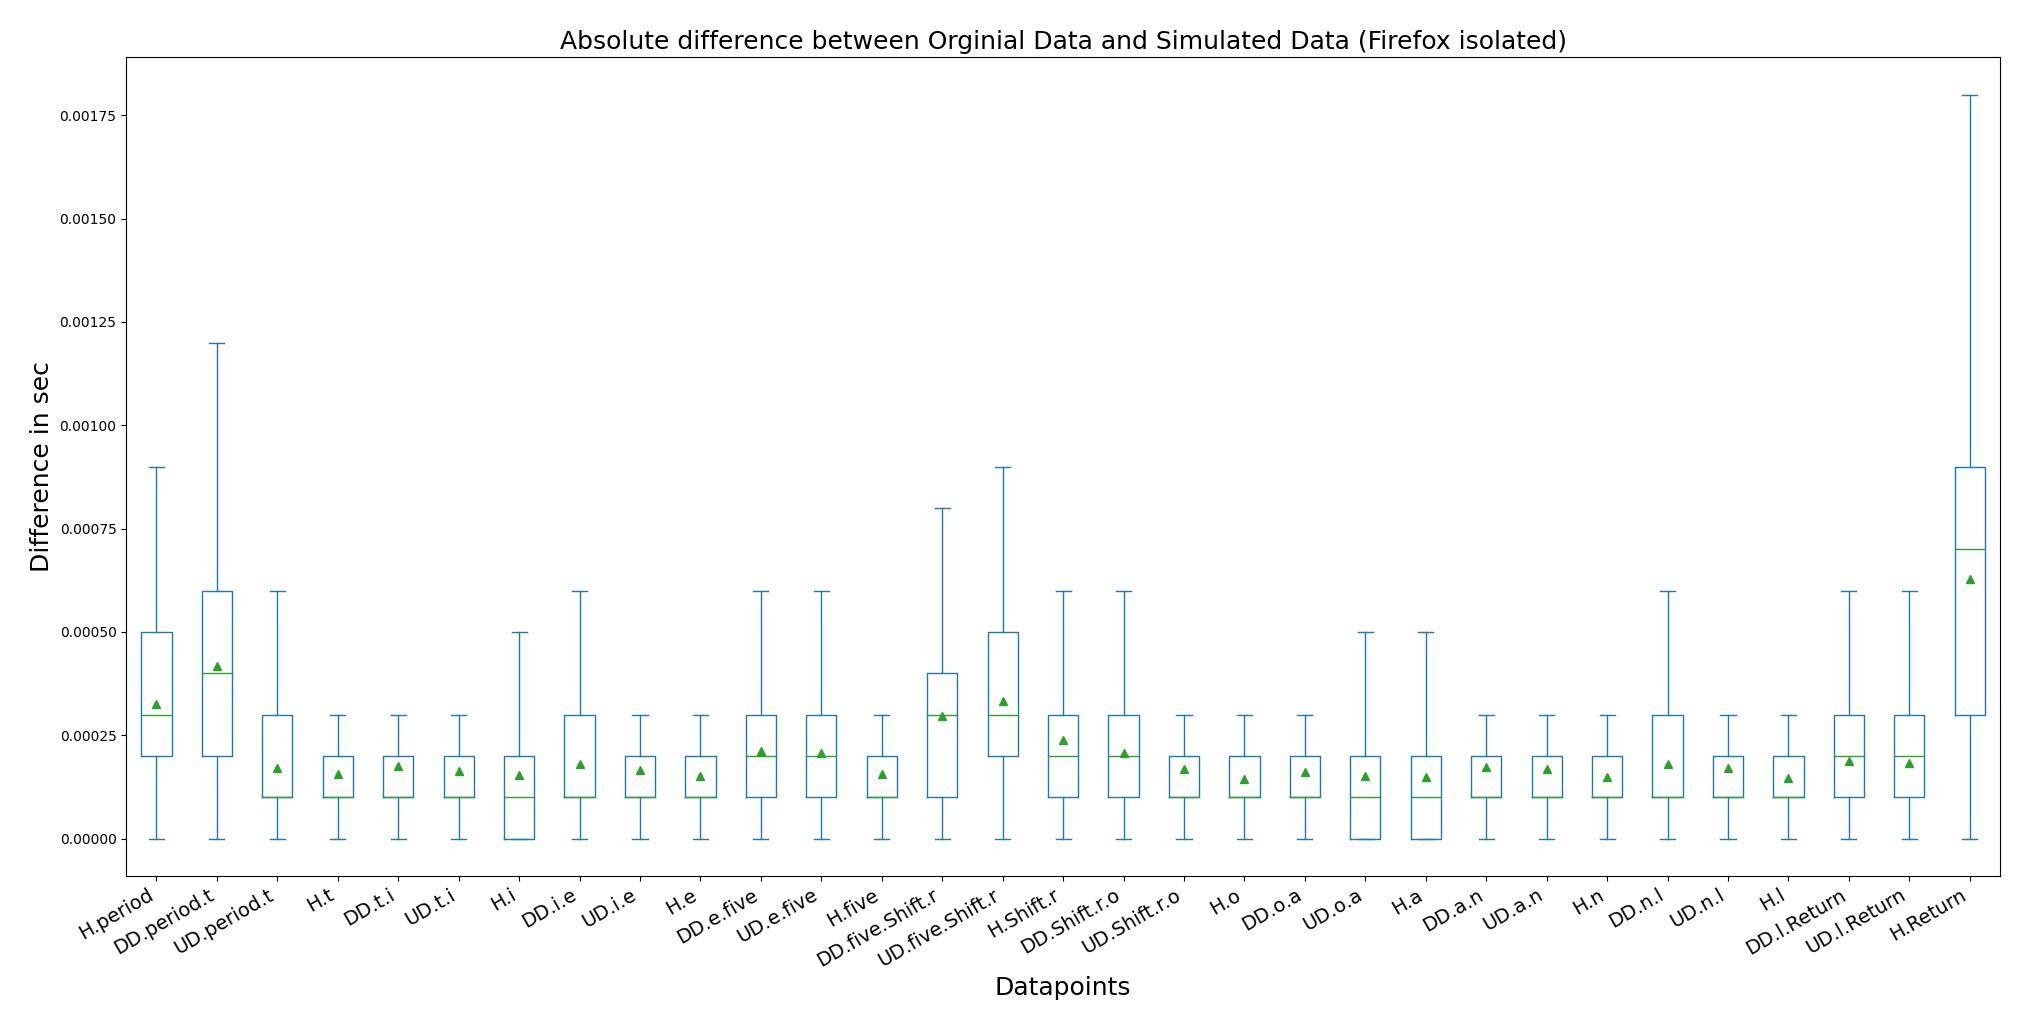 Absolute difference between Orginial Data and Simulated Data (Firefox isolated)
Difference in sec
0.00175
0.00150
0.00125
0.00100
0.00075
0.00050
0.00025
0.00000
H.period
DD.period.t
UD.period.t
H.t
DD.t.i
UD.t.i
H.i
DD.i.e
UD.i.e
H.e
DD.e.five
UD.e.five
H.five
DD.five.Shift.r
UD.five.Shift.r
H.Shift.r
DD.Shift.r.o
UD.Shift.r.o
H.o
DD.o.a
UD.o.a
H.a
DD.a.n
UD.a.n
H.n
DD.n.l
UD.n.l
H.l
DD.l.Return
UD.l.Return
H.Return
Datapoints